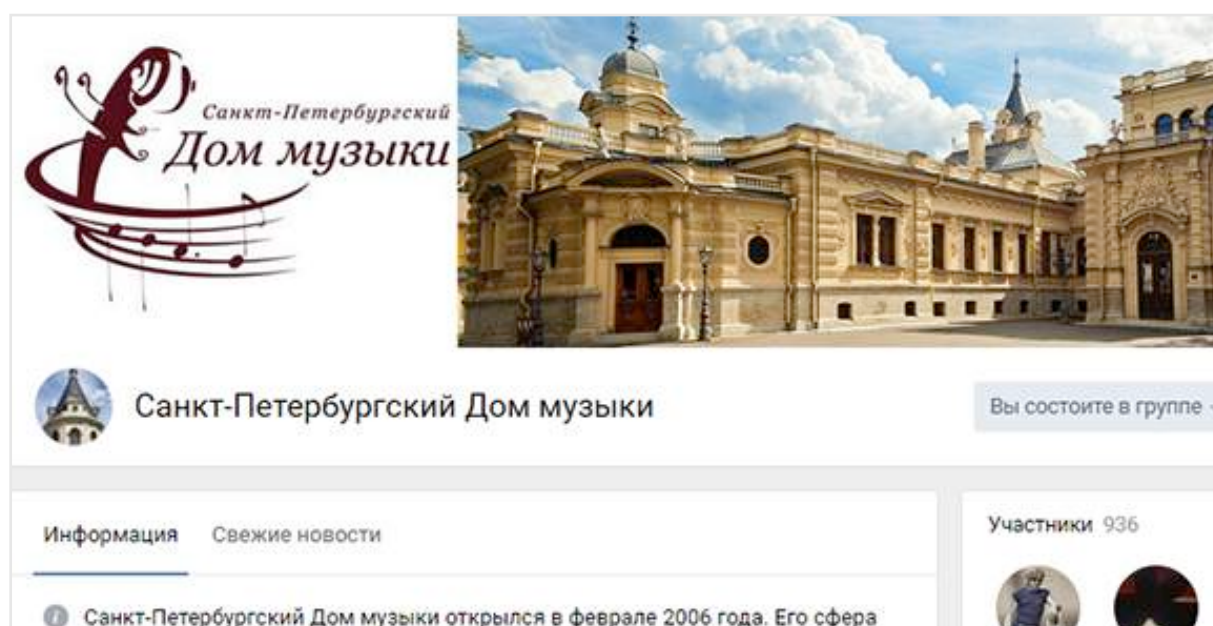 Санкт-Петербургский
Дом музыки
Санкт-Петербургский Дом музыки
Вы состоите в группе
Информация Свежие новости
Участники 936
Санкт-Петербургский Дом музыки открылся в феврале 2006 года. Его сфера